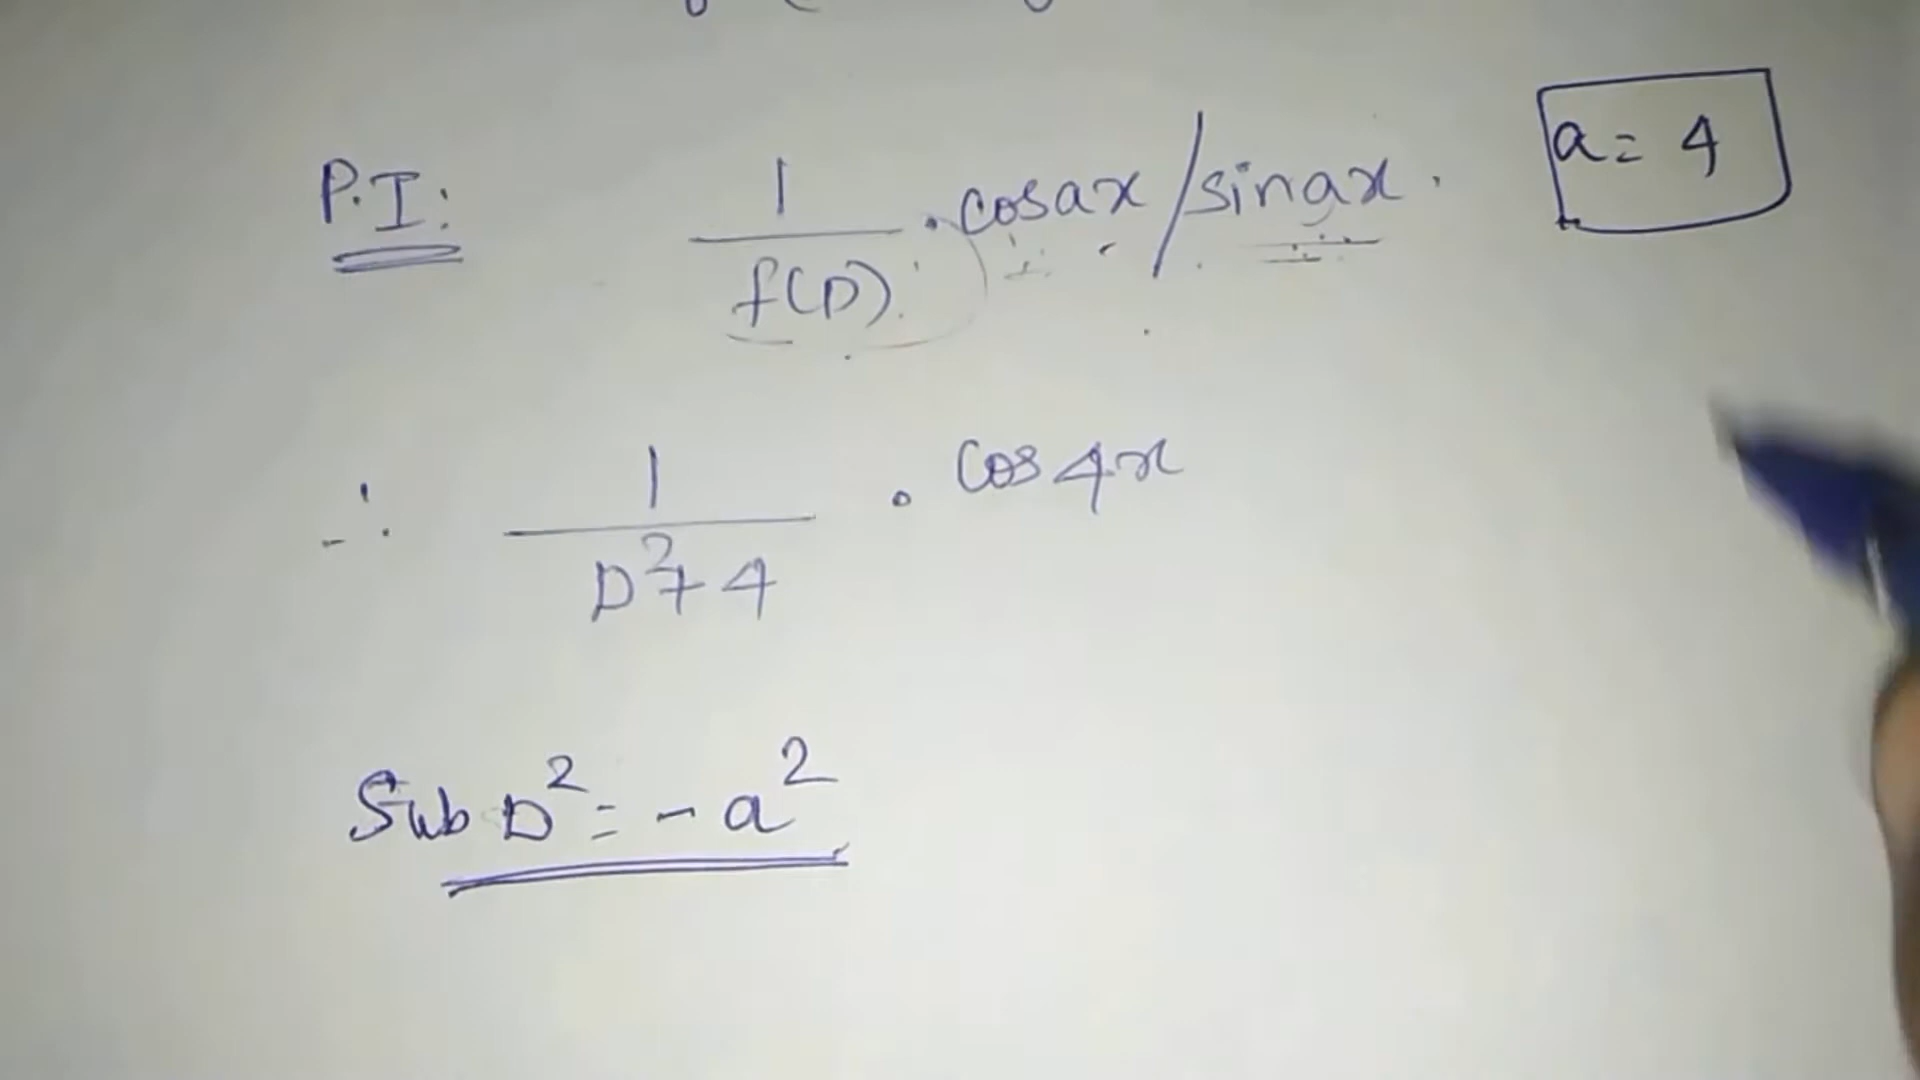 P.I: 1/f(D) . cosax / sinax .
a = 4
∴ 1/D²+4 . cos4x
Sub D² = - a²